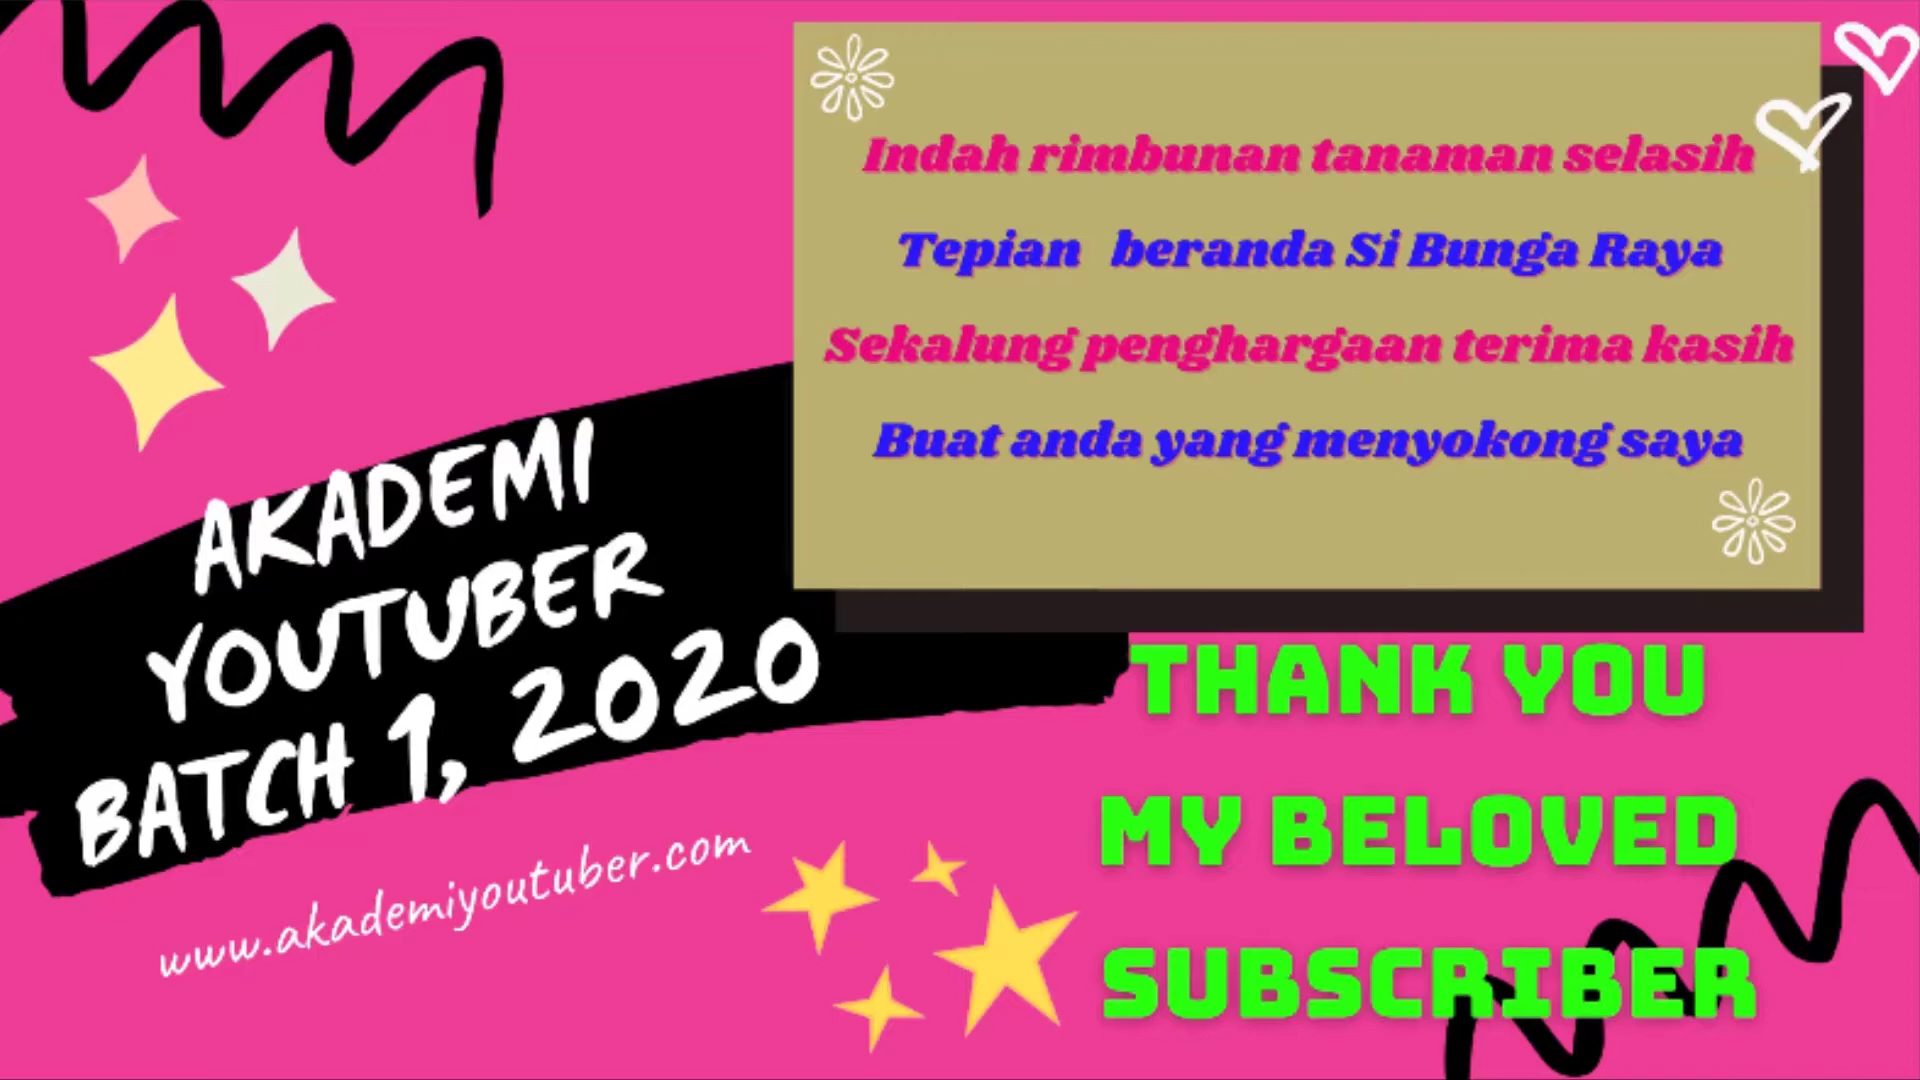 Indah rimbunan tanaman selasih
Tepian beranda Si Bunga Raya
Sekalung penghargaan terima kasih
Buat anda yang menyokong saya
AKADEMI
YOUTUBER
BATCH 1, 2020
www.akademiyoutuber.com
THANK YOU
MY BELOVED
SUBSCRIBER